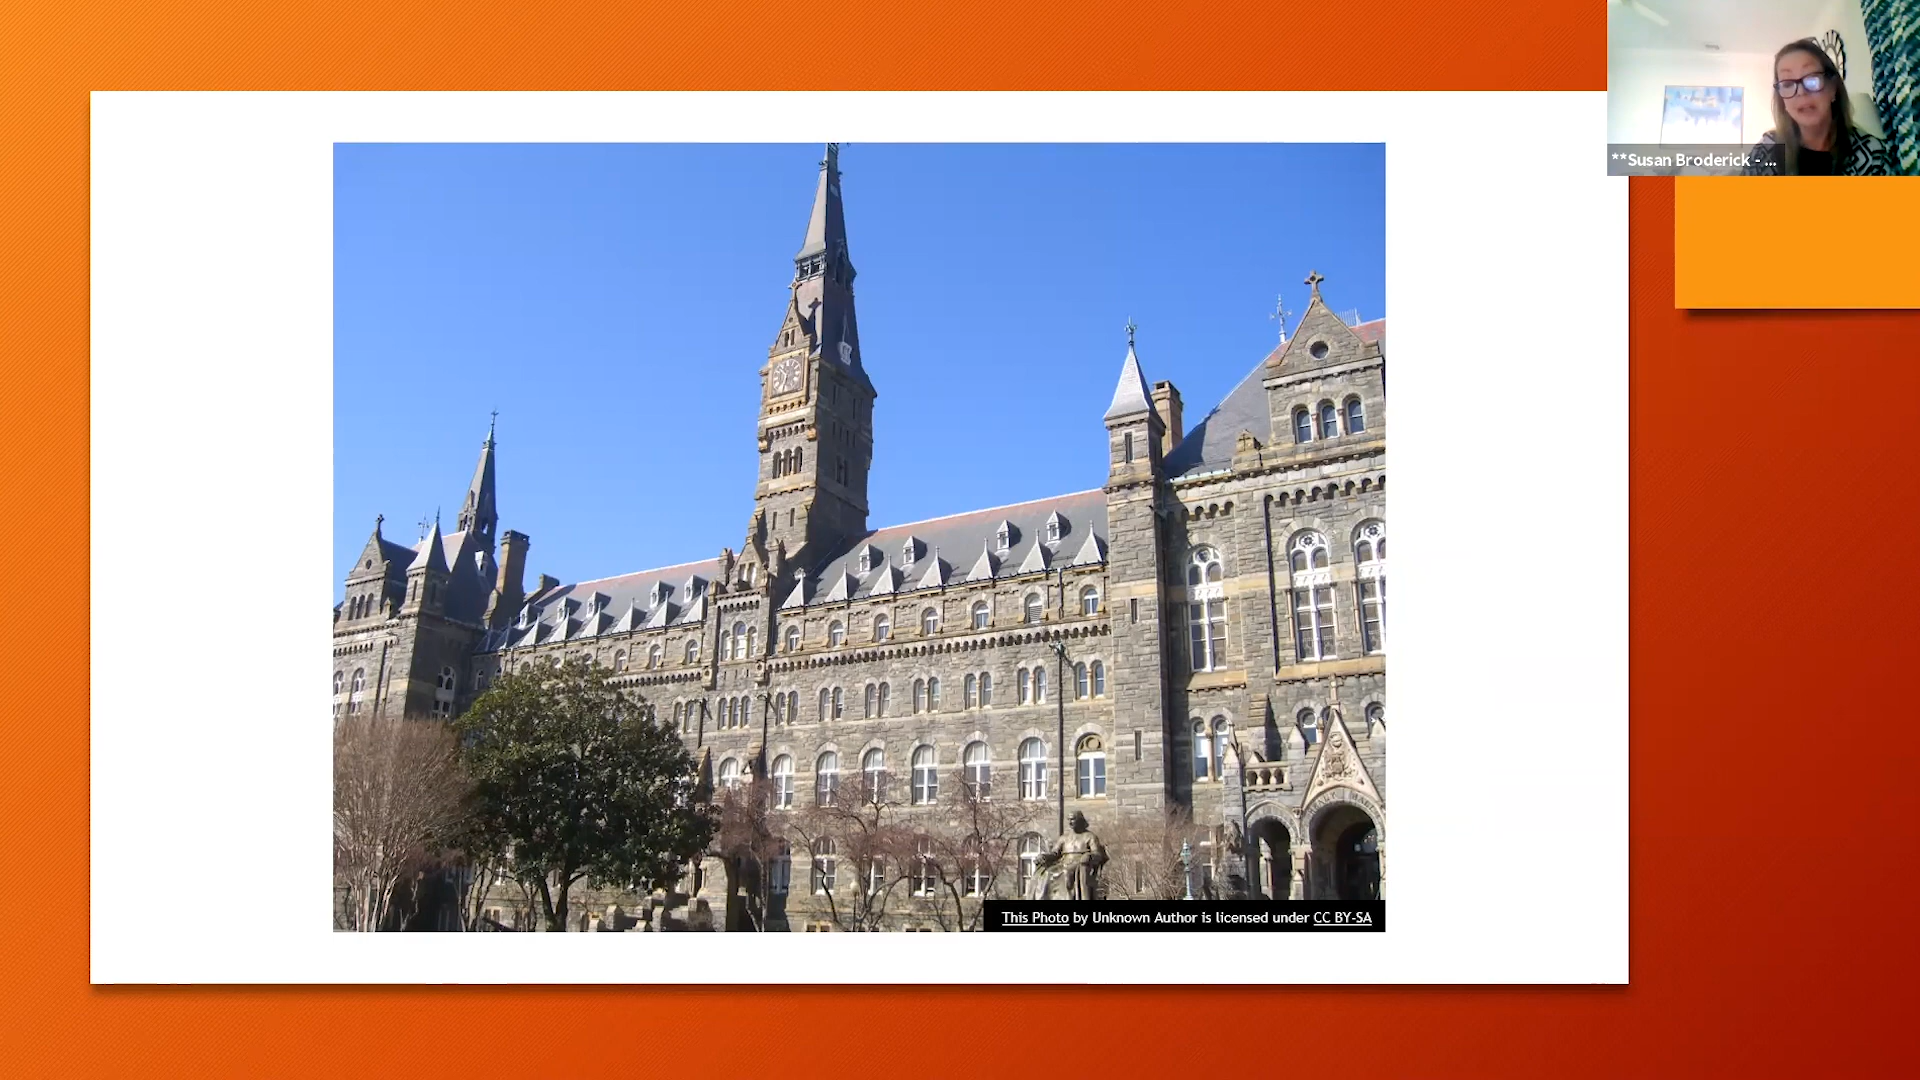 **Susan Broderick - ...
This Photo by Unknown Author is licensed under CC BY-SA